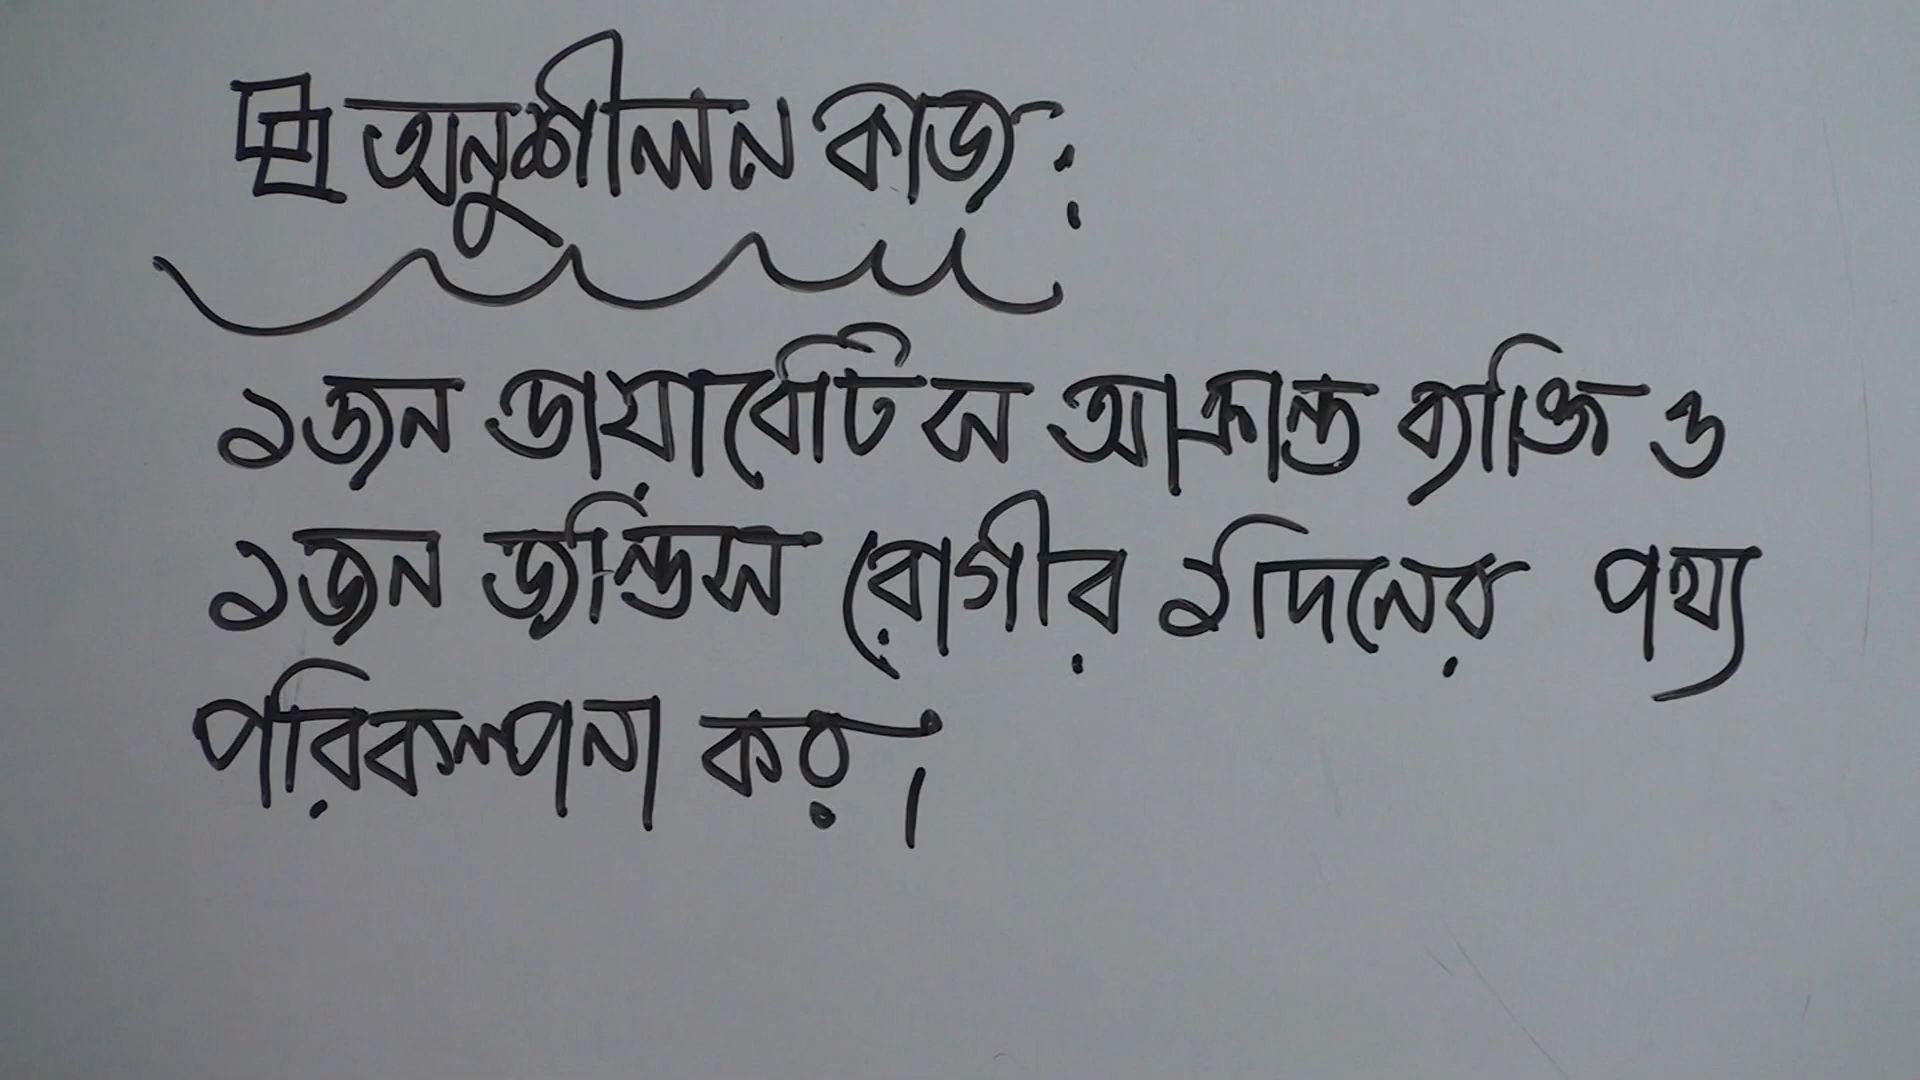 অনুশীলন কাজ:
১জন ডায়াবেটিস আক্রান্ত ব্যক্তি ও
১জন জন্ডিস রোগীর ১দিনের পথ্য
পরিকল্পনা কর।